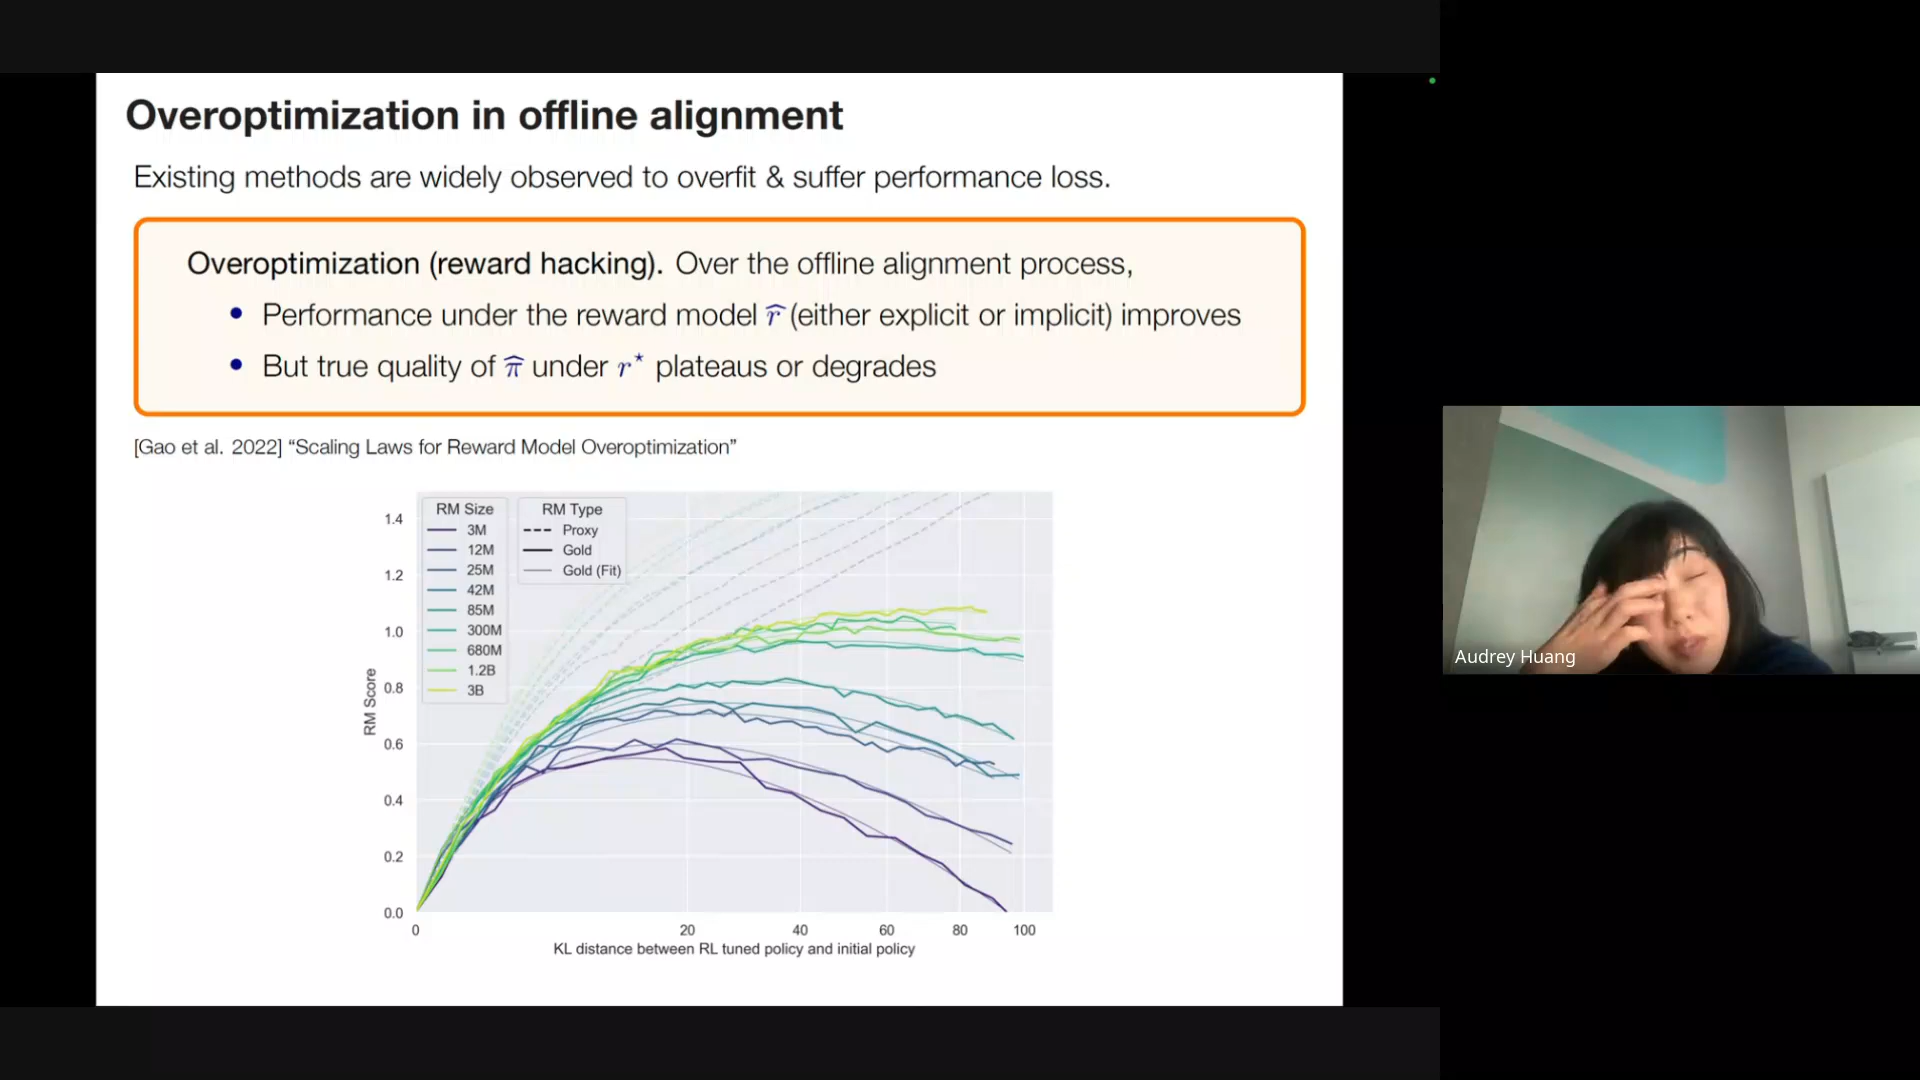 Overoptimization in offline alignment
Existing methods are widely observed to overfit & suffer performance loss.
Overoptimization (reward hacking). Over the offline alignment process,
• Performance under the reward model r̂ (either explicit or implicit) improves
• But true quality of π̂ under r* plateaus or degrades
[Gao et al. 2022] “Scaling Laws for Reward Model Overoptimization”
RM Size
3M
12M
25M
42M
85M
300M
680M
1.2B
3B
RM Type
Proxy
Gold
Gold (Fit)
RM Score
1.4
1.2
1.0
0.8
0.6
0.4
0.2
0.0
0 20 40 60 80 100
KL distance between RL tuned policy and initial policy
Audrey Huang